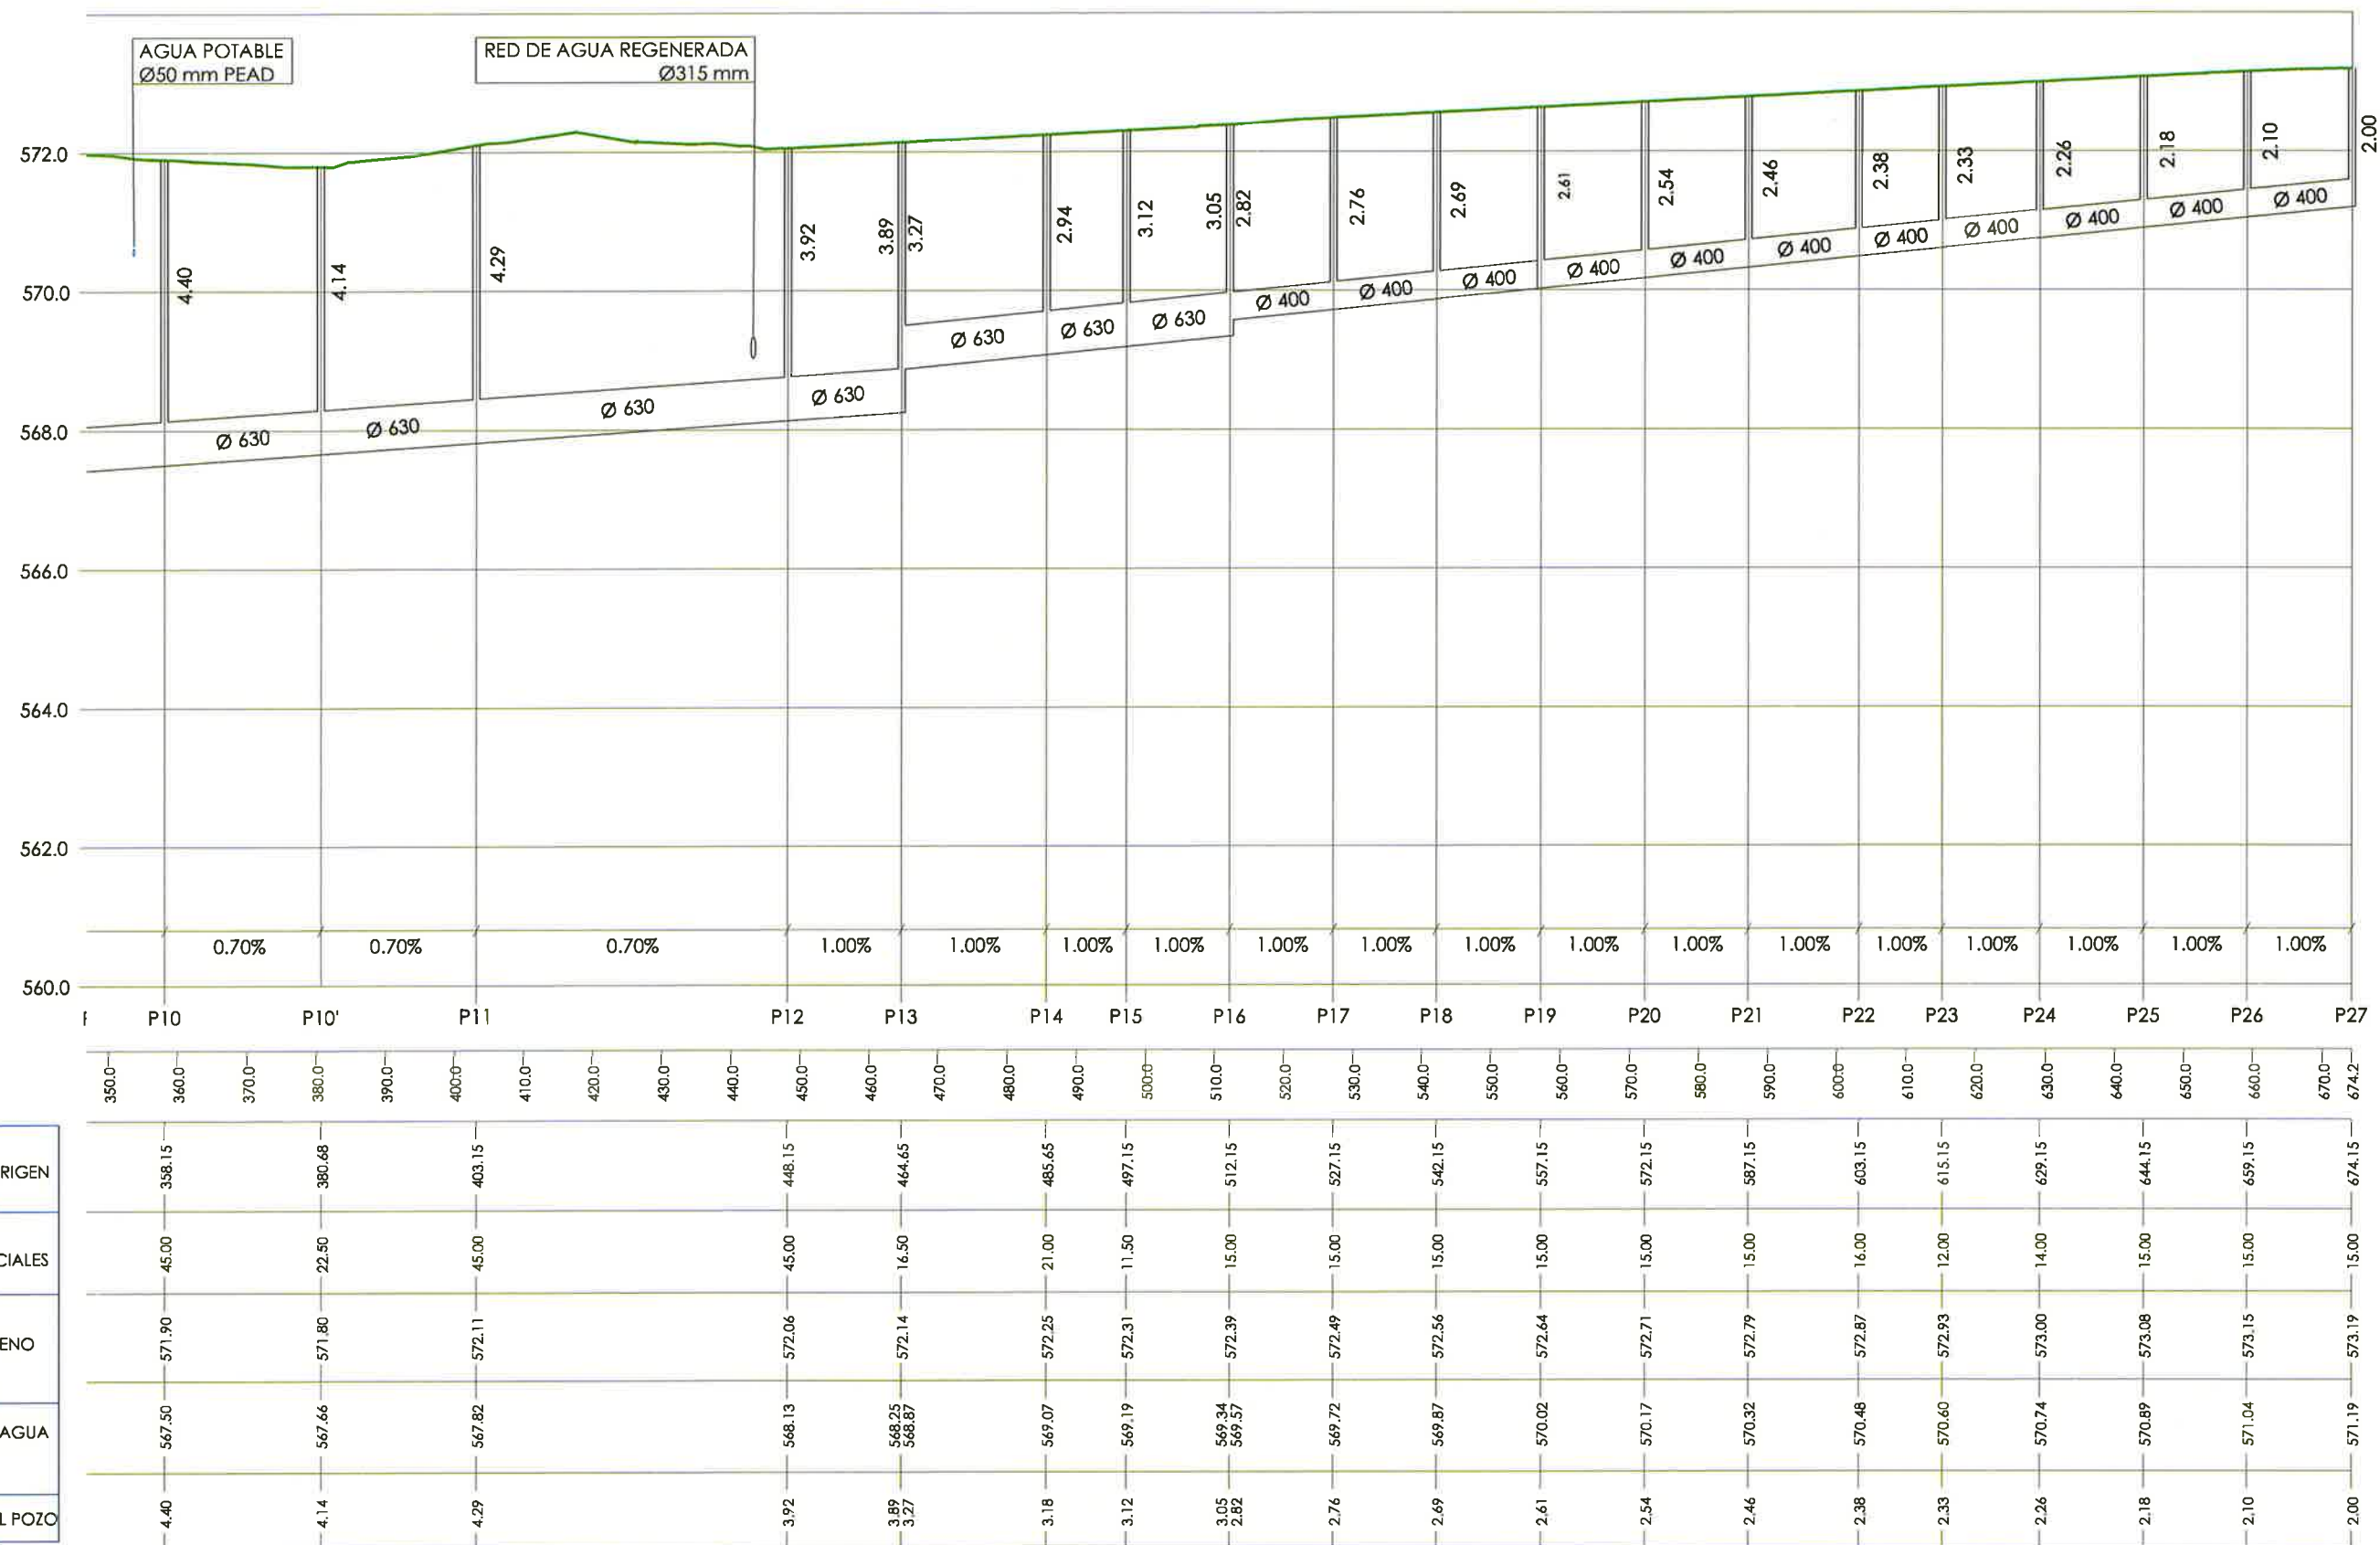 AGUA POTABLE
Ø50 mm PEAD
RED DE AGUA REGENERADA
Ø315 mm
572.0
570.0
568.0
566.0
564.0
562.0
560.0
4.40
4.14
4.29
3.92
3.89
3.27
2.94
3.12
3.05
2.82
2.76
2.69
2.61
2.54
2.46
2.38
2.33
2.26
2.18
2.10
2.00
Ø 630
Ø 630
Ø 630
Ø 630
Ø 630
Ø 630
Ø 630
Ø 400
Ø 400
Ø 400
Ø 400
Ø 400
Ø 400
Ø 400
Ø 400
Ø 400
Ø 400
Ø 400
0.70% 0.70% 0.70% 1.00% 1.00% 1.00% 1.00% 1.00% 1.00% 1.00% 1.00% 1.00% 1.00% 1.00% 1.00% 1.00% 1.00% 1.00%
P10 P10' P11 P12 P13 P14 P15 P16 P17 P18 P19 P20 P21 P22 P23 P24 P25 P26 P27
350.0 360.0 370.0 380.0 390.0 400.0 410.0 420.0 430.0 440.0 450.0 460.0 470.0 480.0 490.0 500.0 510.0 520.0 530.0 540.0 550.0 560.0 570.0 580.0 590.0 600.0 610.0 620.0 630.0 640.0 650.0 660.0 670.0 674.2
RIGEN 358.15 380.68 403.15 448.15 464.65 485.65 497.15 512.15 527.15 542.15 557.15 572.15 587.15 603.15 615.15 629.15 644.15 659.15 674.15
CIALES 45.00 22.50 45.00 45.00 16.50 21.00 11.50 15.00 15.00 15.00 15.00 15.00 15.00 16.00 12.00 14.00 15.00 15.00 15.00
ENO 571.90 571.80 572.11 572.06 572.14 572.25 572.31 572.39 572.49 572.56 572.64 572.71 572.79 572.87 572.93 573.00 573.08 573.15 573.19
AGUA 567.50 567.66 567.82 568.13 568.25 568.87 569.07 569.19 569.34 569.57 569.72 569.87 570.02 570.17 570.32 570.48 570.60 570.74 570.89 571.04 571.19
L POZO 4.40 4.14 4.29 3.92 3.89 3.27 3.18 3.12 3.05 2.82 2.76 2.69 2.61 2.54 2.46 2.38 2.33 2.26 2.18 2.10 2.00